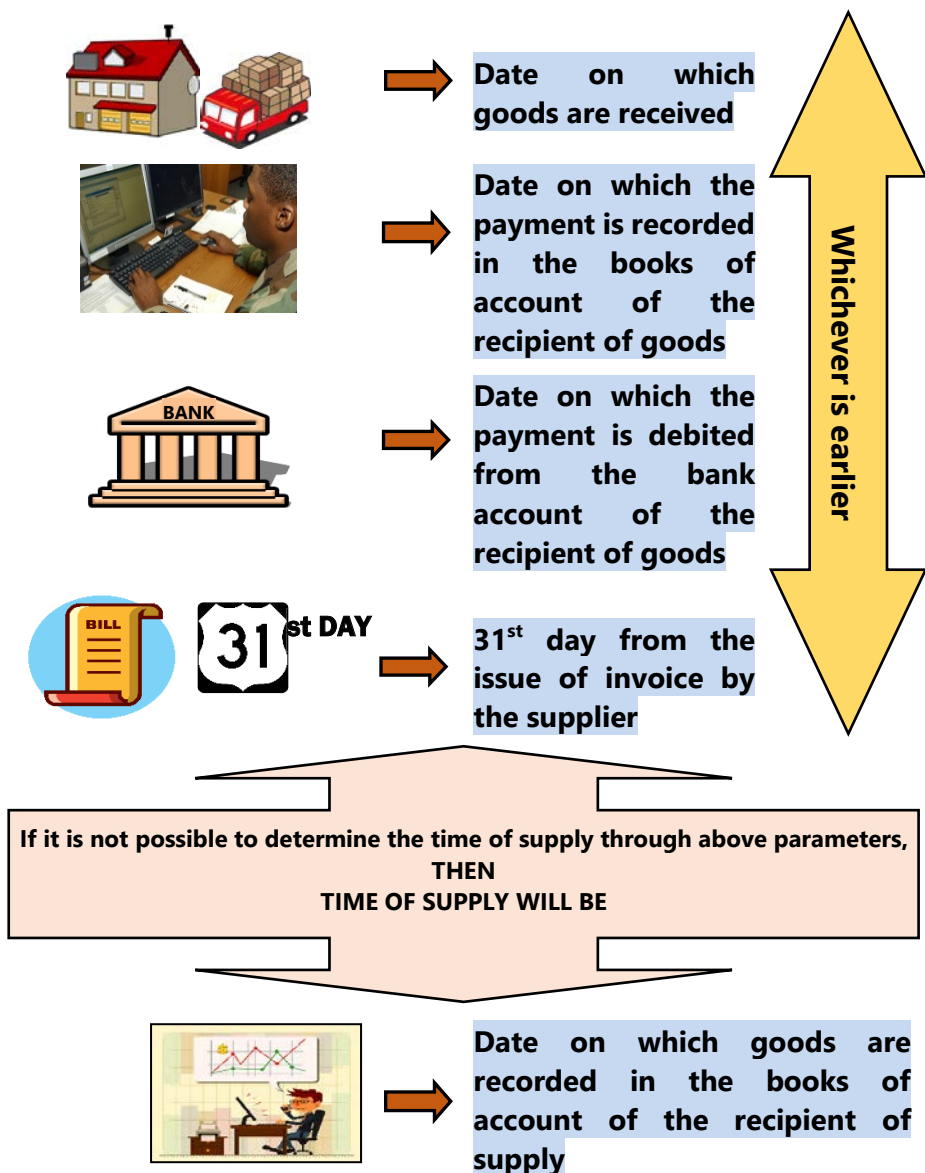 Date on which
goods are received
Date on which the
payment is recorded
in the books of
account of the
recipient of goods
Whichever is earlier
BANK
Date on which the
payment is debited
from the bank
account of the
recipient of goods
BILL
31st DAY
31st day from the
issue of invoice by
the supplier
If it is not possible to determine the time of supply through above parameters,
THEN
TIME OF SUPPLY WILL BE
Date on which goods are
recorded in the books of
account of the recipient of
supply